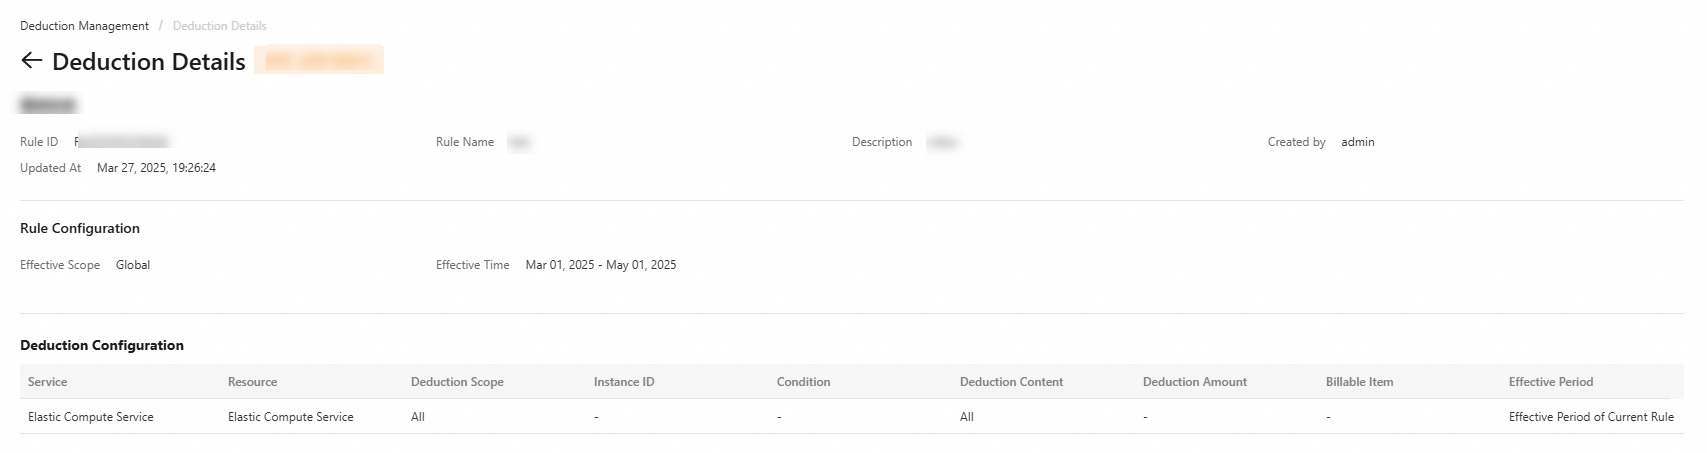 Deduction Management / Deduction Details
Deduction Details
Rule ID Rule Name Description Created by admin
Updated At Mar 27, 2025, 19:26:24
Rule Configuration
Effective Scope Global Effective Time Mar 01, 2025 - May 01, 2025
Deduction Configuration
Service Resource Deduction Scope Instance ID Condition Deduction Content Deduction Amount Billable Item Effective Period
Elastic Compute Service Elastic Compute Service All - - All - - Effective Period of Current Rule